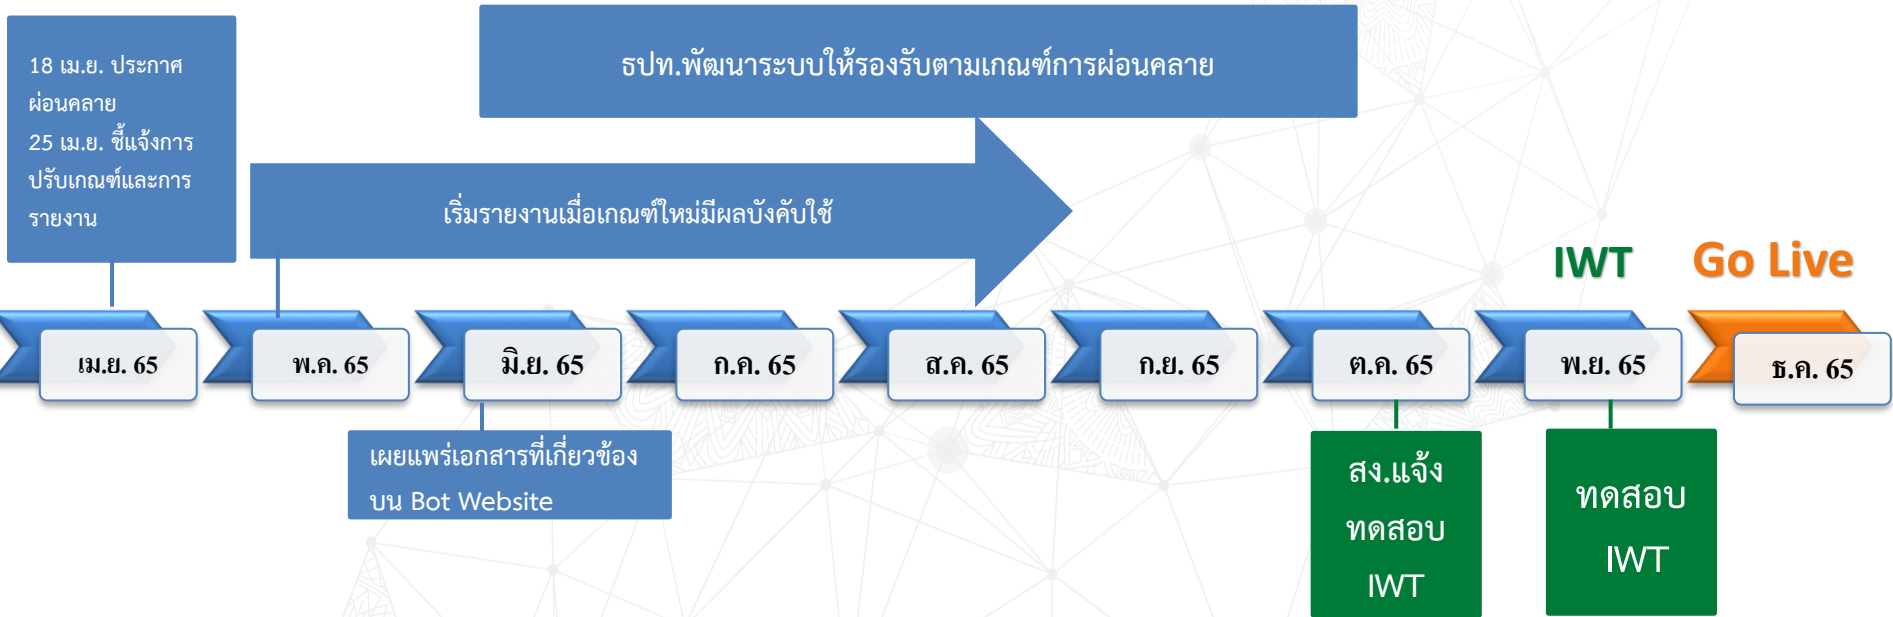 18 เม.ย. ประกาศ
ผ่อนคลาย
25 เม.ย. ชี้แจ้งการ
ปรับเกณฑ์และการ
รายงาน
ธปท.พัฒนาระบบให้รองรับตามเกณฑ์การผ่อนคลาย
เริ่มรายงานเมื่อเกณฑ์ใหม่มีผลบังคับใช้
IWT
Go Live
เม.ย. 65
พ.ค. 65
มิ.ย. 65
ก.ค. 65
ส.ค. 65
ก.ย. 65
ต.ค. 65
พ.ย. 65
ธ.ค. 65
เผยแพร่เอกสารที่เกี่ยวข้อง
บน Bot Website
สง.แจ้ง
ทดสอบ
IWT
ทดสอบ
IWT